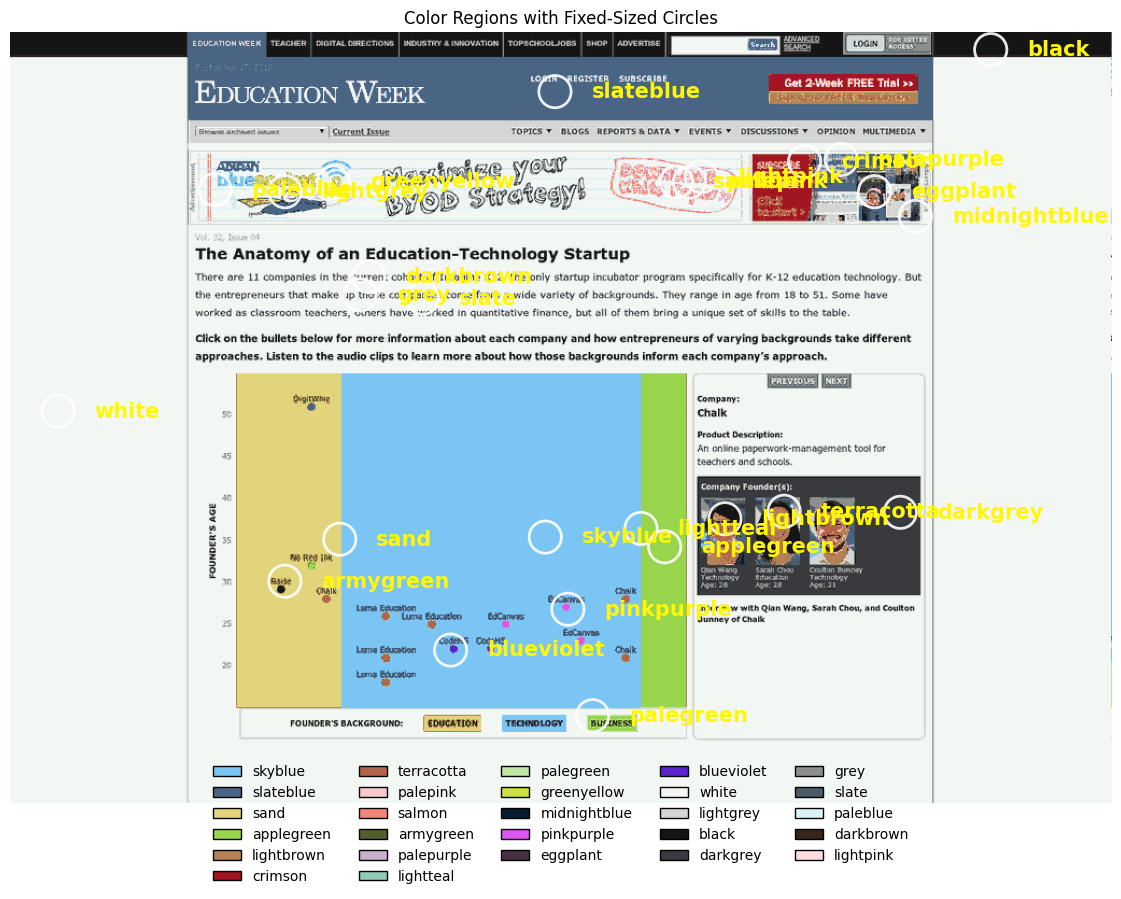 Color Regions with Fixed-Sized Circles
EDUCATION WEEK TEACHER DIGITAL DIRECTIONS INDUSTRY & INNOVATION TOPSCHOOLJOBS SHOP ADVERTISE Search ADVANCED SEARCH LOGIN FOR BETTER ACCESS
black
LOGIN REGISTER SUBSCRIBE
EDUCATION WEEK
slateblue
Get 2-Week FREE Trial >>
Browse archived issues Current Issue
TOPICS BLOGS REPORTS & DATA EVENTS DISCUSSIONS OPINION MULTIMEDIA
Advertisement
Maximize your
BYOD Strategy!
SUBSCRIBE
Click
to start >
crimson palepurple
paleblue greenyellow
eggplant
midnightblue
Vol. 32, Issue 04
The Anatomy of an Education-Technology Startup
There are 11 companies in the current only startup incubator program specifically for K-12 education technology. But
darkbrown
the entrepreneurs that make up those come from a wide variety of backgrounds. They range in age from 18 to 51. Some have
grey slate
worked as classroom teachers, others have worked in quantitative finance, but all of them bring a unique set of skills to the table.
Click on the bullets below for more information about each company and how entrepreneurs of varying backgrounds take different
approaches. Listen to the audio clips to learn more about how those backgrounds inform each company's approach.
white
FOUNDER'S AGE
50
45
40
35
30
25
20
DigitWhiz
No Red Ink
Raise
Chalk
Luma Education
Luma Education
EdCanvas
EdCanvas
Chalk
CodeHS
CodeHS
EdCanvas
Luma Education
Chalk
Luma Education
sand
skyblue
lightteal
applegreen
armygreen
pinkpurple
blueviolet
palegreen
FOUNDER'S BACKGROUND: EDUCATION TECHNOLOGY BUSINESS
PREVIOUS NEXT
Company:
Chalk
Product Description:
An online paperwork-management tool for
teachers and schools.
Company Founder(s):
terracotta
lightbrown
darkgrey
Qian Wang
Technology
Age: 28
Sarah Chou
Education
Age: 28
Coulton Bunney
Technology
Age: 21
Interview with Qian Wang, Sarah Chou, and Coulton
Bunney of Chalk
skyblue terracotta palegreen blueviolet grey
slateblue palepink greenyellow white slate
sand salmon midnightblue lightgrey paleblue
applegreen armygreen pinkpurple black darkbrown
lightbrown palepurple eggplant darkgrey lightpink
crimson lightteal